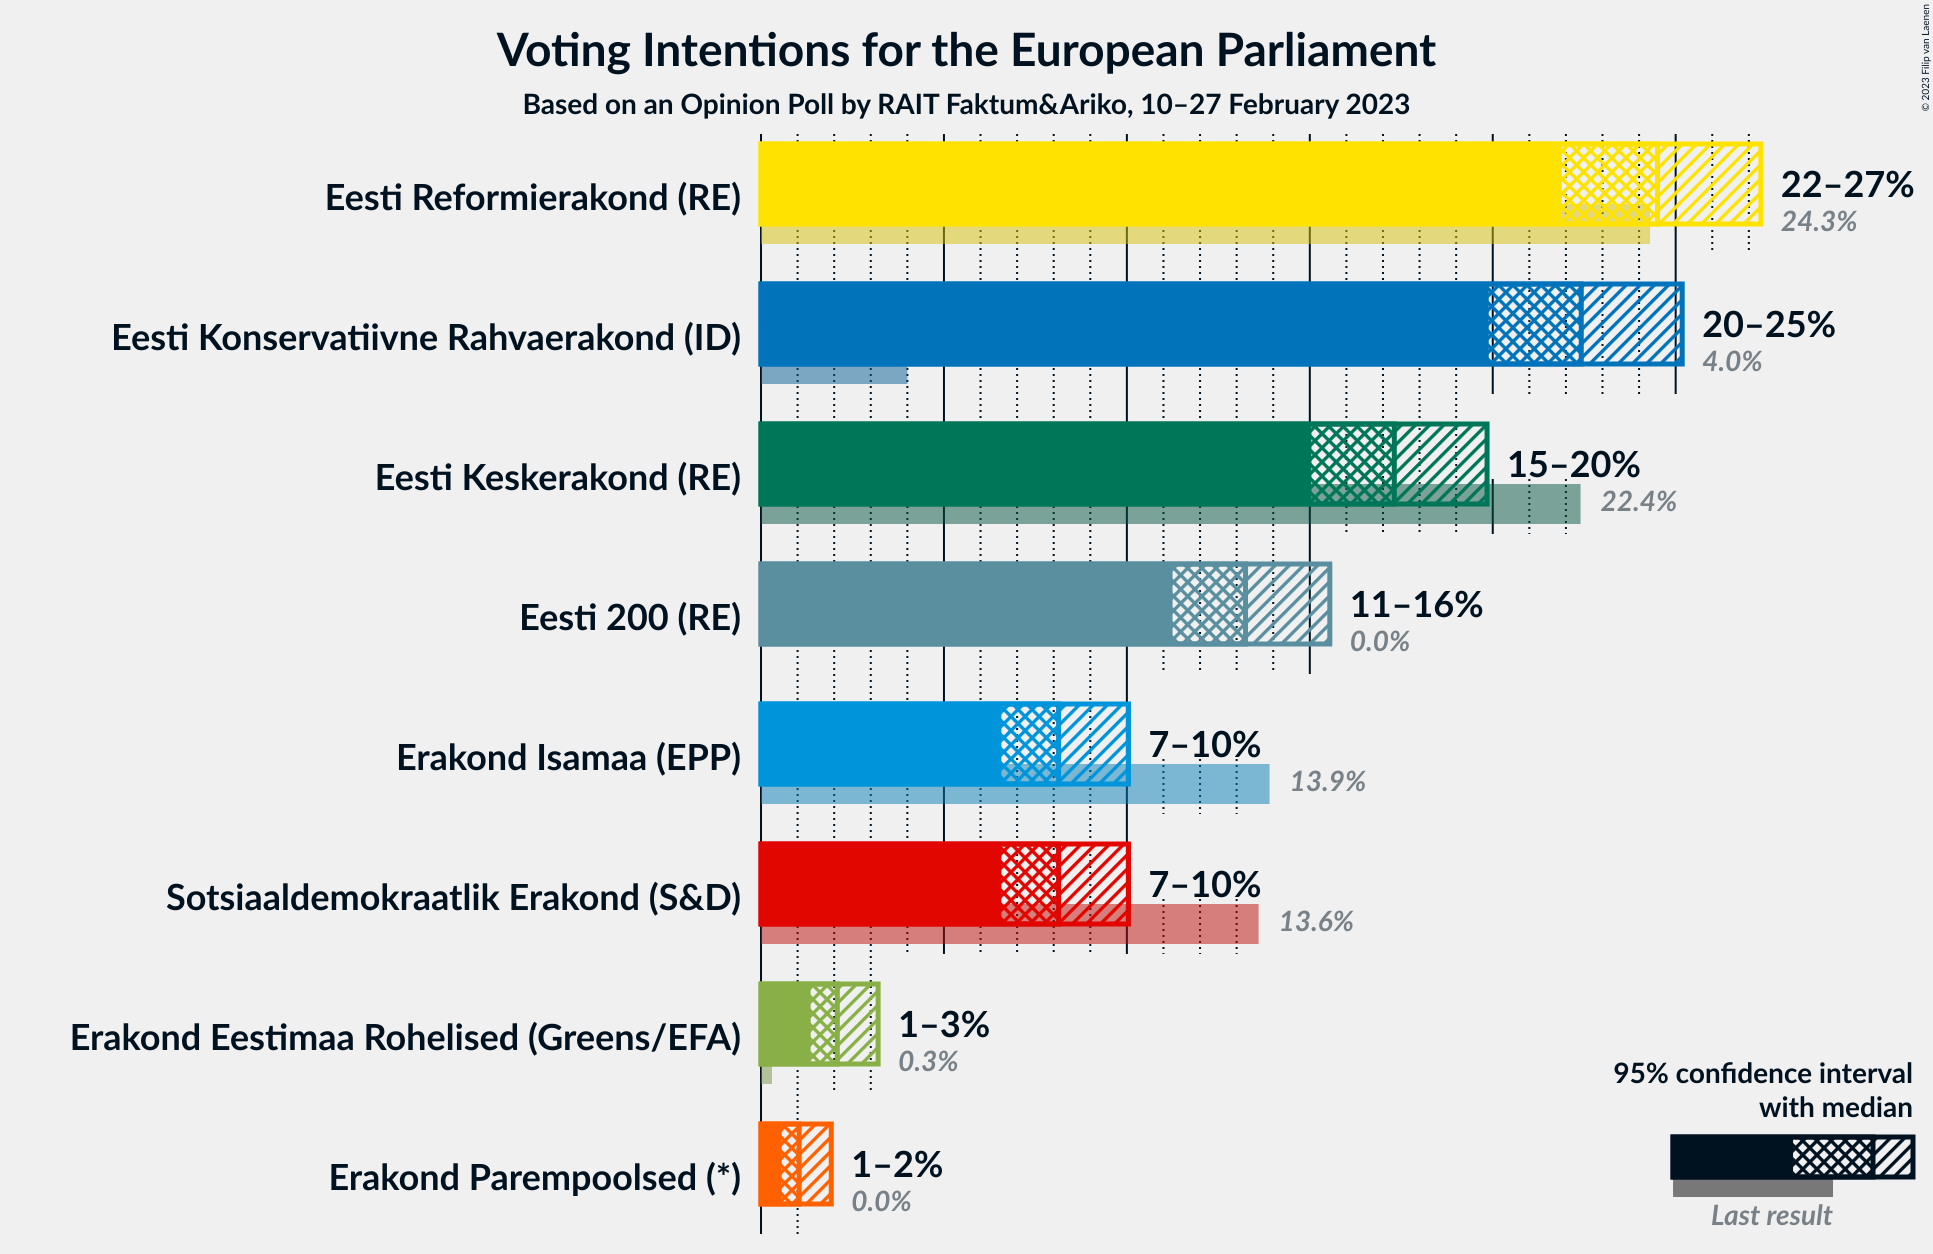 Voting Intentions for the European Parliament
Based on an Opinion Poll by RAIT Faktum&Ariko, 10–27 February 2023
© 2023 Filip van Laenen
Eesti Reformierakond (RE)
22–27%
24.3%
Eesti Konservatiivne Rahvaerakond (ID)
20–25%
4.0%
Eesti Keskerakond (RE)
15–20%
22.4%
Eesti 200 (RE)
11–16%
0.0%
Erakond Isamaa (EPP)
7–10%
13.9%
Sotsiaaldemokraatlik Erakond (S&D)
7–10%
13.6%
Erakond Eestimaa Rohelised (Greens/EFA)
1–3%
0.3%
Erakond Parempoolsed (*)
1–2%
0.0%
95% confidence interval
with median
Last result